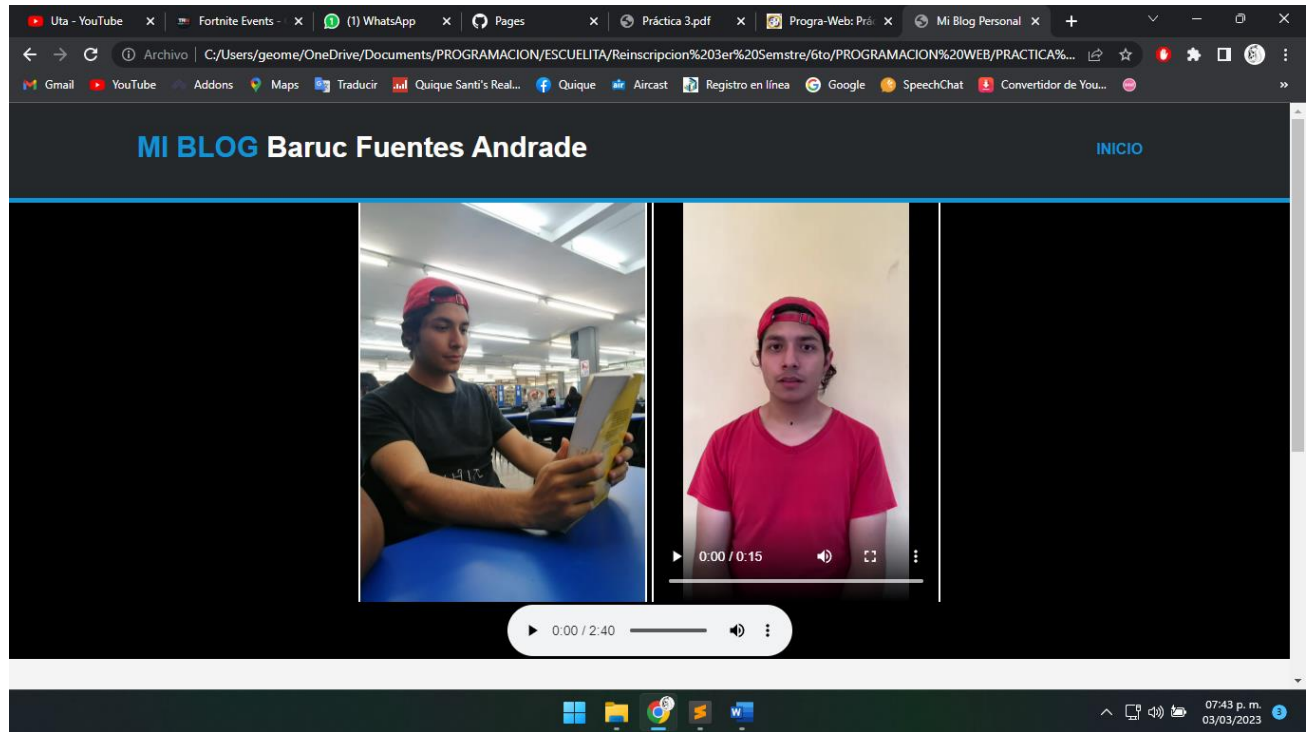 Uta - YouTube
Fortnite Events -
(1) WhatsApp
Pages
Práctica 3.pdf
Progra-Web: Prác
Mi Blog Personal
Archivo
C:/Users/geome/OneDrive/Documents/PROGRAMACION/ESCUELITA/Reinscripcion%203er%20Semstre/6to/PROGRAMACION%20WEB/PRACTICA%...
Gmail
YouTube
Addons
Maps
Traducir
Quique Santi's Real...
Quique
air
Aircast
Registro en línea
Google
SpeechChat
Convertidor de You...
»
MI BLOG Baruc Fuentes Andrade
INICIO
0:00 / 0:15
0:00 / 2:40
07:43 p. m.
03/03/2023
3